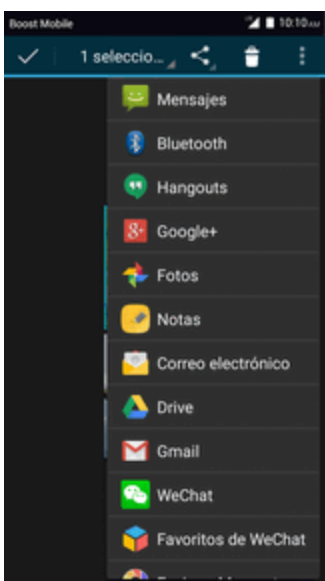 Boost Mobile
10:10 AM
1 seleccio...
Mensajes
Bluetooth
Hangouts
Google+
Fotos
Notas
Correo electrónico
Drive
Gmail
WeChat
Favoritos de WeChat